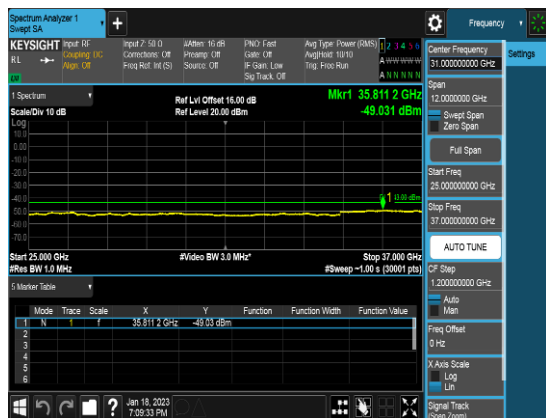 Spectrum Analyzer 1
Swept SA
+
Frequency
KEYSIGHT
RL
Input: RF
Coupling: DC
Align: Off
Input Z: 50 Ω
Corrections: Off
Freq Ref: Int (S)
#Atten: 16 dB
Preamp: Off
Source: Off
PNO: Fast
Gate: Off
IF Gain: Low
Sig Track: Off
Avg Type: Power (RMS)
Avg|Hold: 10/10
Trig: Free Run
1 2 3 4 5 6
A W W W W W
A N N N N N
LW
1 Spectrum
Scale/Div 10 dB
Log
Ref Lvl Offset 16.00 dB
Ref Level 20.00 dBm
Mkr1 35.811 2 GHz
-49.031 dBm
10.0
0.00
-10.0
-20.0
-30.0
-40.0
-50.0
-60.0
-70.0
1
Start 25.000 GHz
#Res BW 1.0 MHz
#Video BW 3.0 MHz*
Stop 37.000 GHz
#Sweep ~1.00 s (30001 pts)
5 Marker Table
Mode Trace Scale X Y Function Function Width Function Value
1 N 1 f 35.811 2 GHz -49.03 dBm
2
3
4
5
6
?
Jan 18, 2023
7:09:33 PM
Center Frequency
31.000000000 GHz
Settings
Span
12.0000000 GHz
Swept Span
Zero Span
Full Span
Start Freq
25.000000000 GHz
Stop Freq
37.000000000 GHz
AUTO TUNE
CF Step
1.200000000 GHz
Auto
Man
Freq Offset
0 Hz
X Axis Scale
Log
Lin
Signal Track
(Span Zoom)